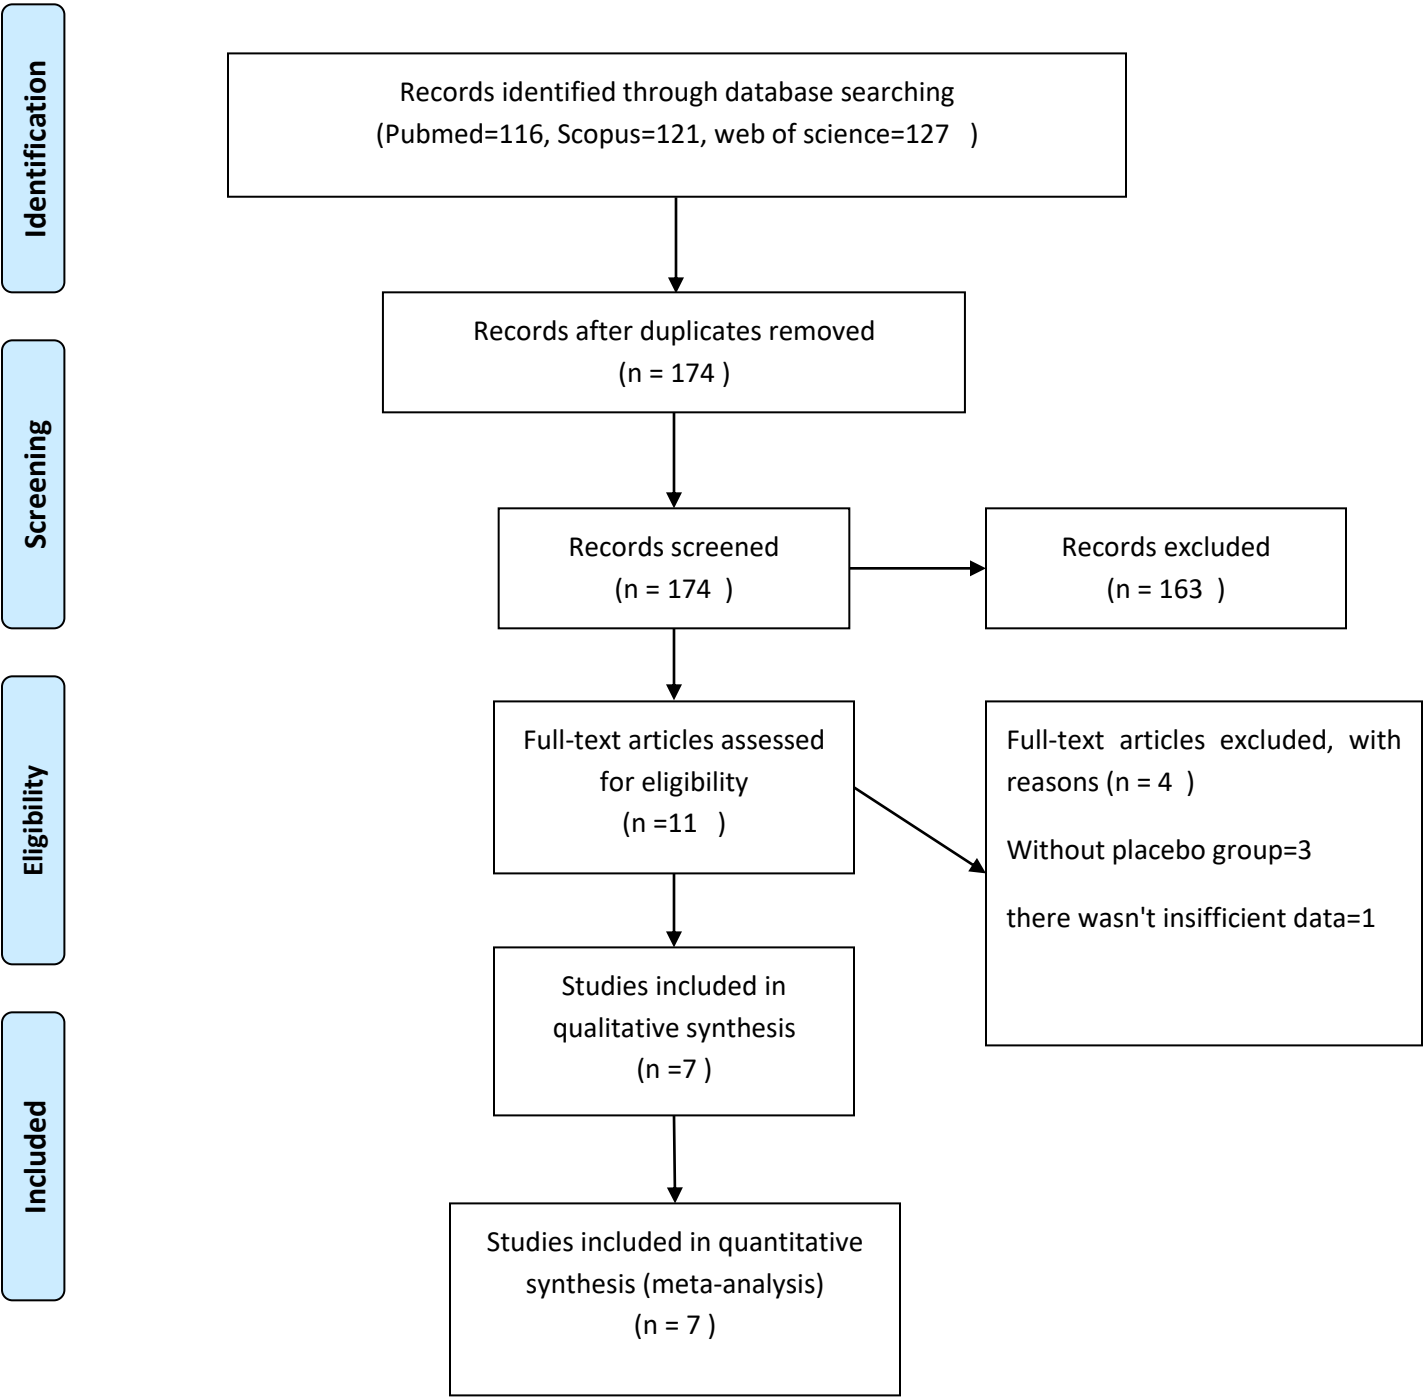 Identification
Records identified through database searching
(Pubmed=116, Scopus=121, web of science=127 )
Records after duplicates removed
(n = 174 )
Screening
Records screened
(n = 174 )
Records excluded
(n = 163 )
Eligibility
Full-text articles assessed
for eligibility
(n =11 )
Full-text articles excluded, with
reasons (n = 4 )
Without placebo group=3
there wasn't insifficient data=1
Studies included in
qualitative synthesis
(n =7 )
Included
Studies included in quantitative
synthesis (meta-analysis)
(n = 7 )